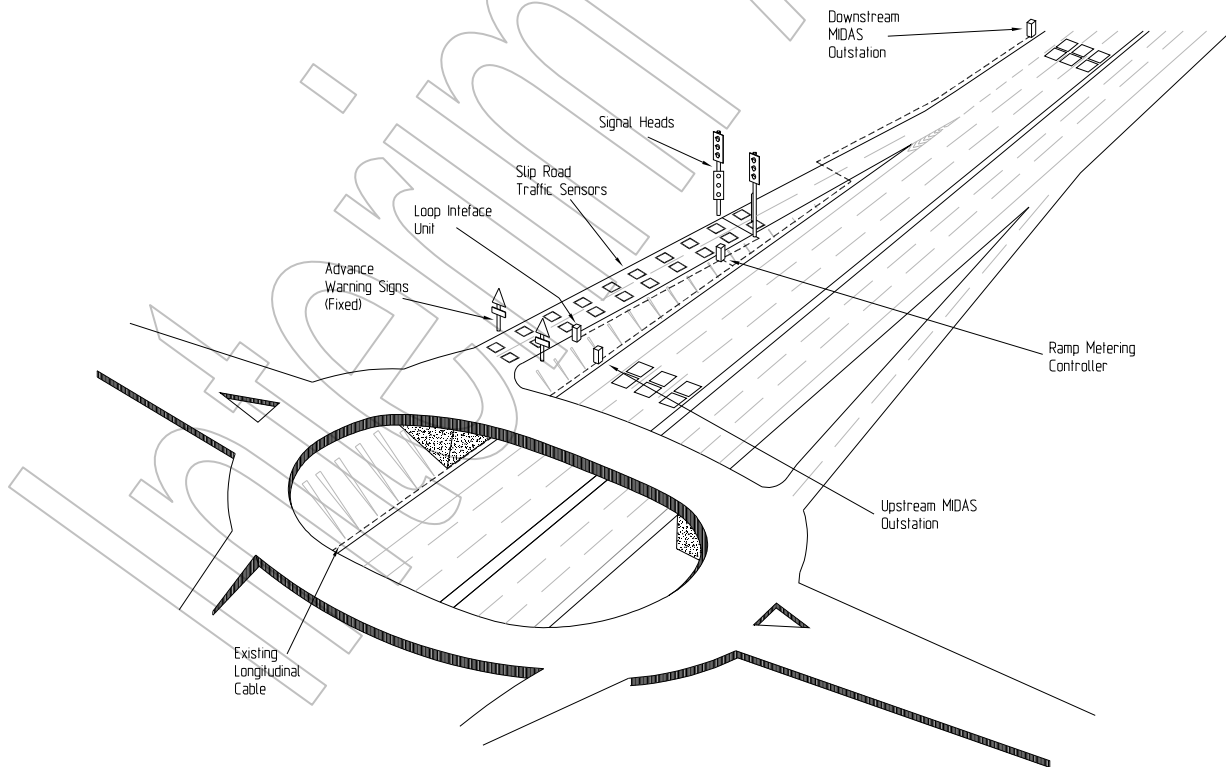 Downstream
MIDAS
Outstation
Signal Heads
Slip Road
Traffic Sensors
Loop Inteface
Unit
Advance
Warning Signs
(Fixed)
Ramp Metering
Controller
Upstream MIDAS
Outstation
Existing
Longitudinal
Cable
Interim